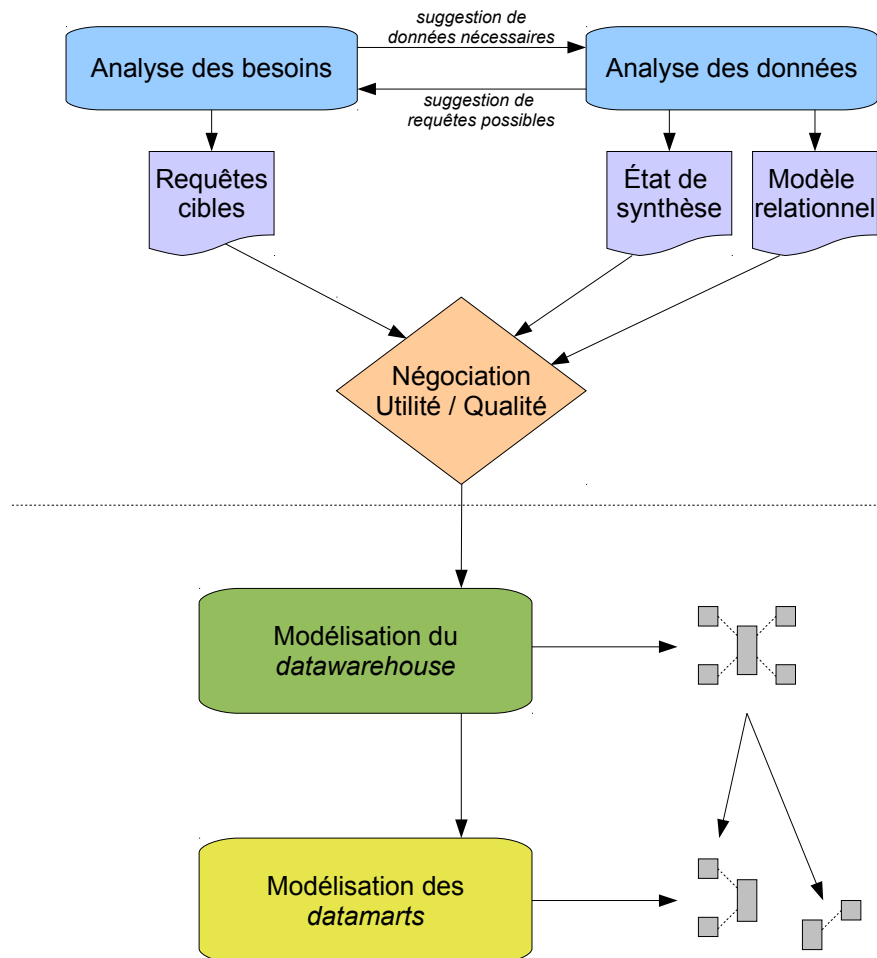 suggestion de
données nécessaires
Analyse des besoins
Analyse des données
suggestion de
requêtes possibles
Requêtes
cibles
État de
synthèse
Modèle
relationnel
Négociation
Utilité / Qualité
Modélisation du
datawarehouse
Modélisation des
datamarts